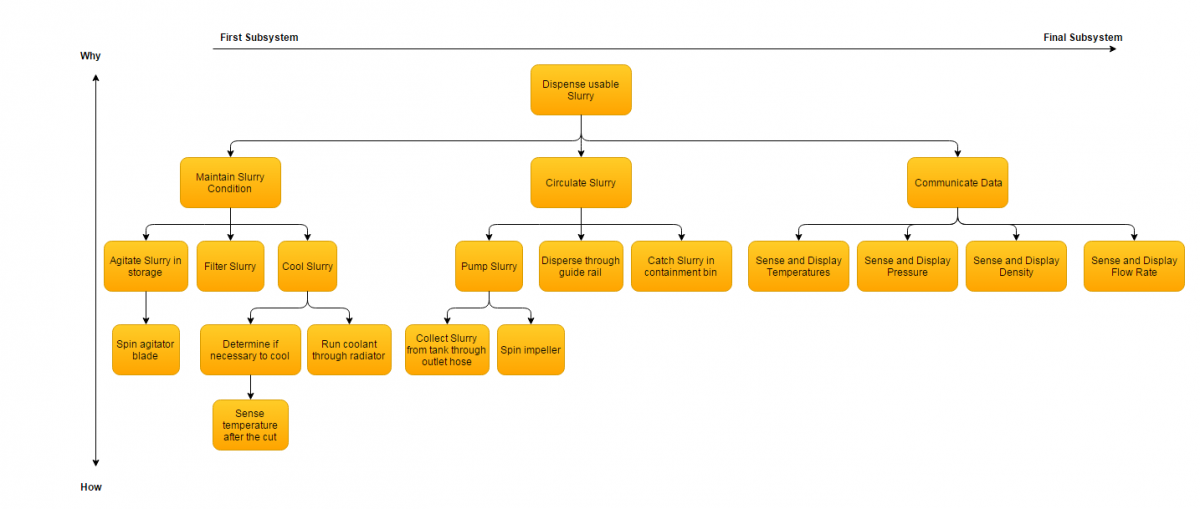 First Subsystem
Final Subsystem
Why
Dispense usable
Slurry
Maintain Slurry
Condition
Circulate Slurry
Communicate Data
Agitate Slurry in
storage
Filter Slurry
Cool Slurry
Pump Slurry
Disperse through
guide rail
Catch Slurry in
containment bin
Sense and Display
Temperatures
Sense and Display
Pressure
Sense and Display
Density
Sense and Display
Flow Rate
Spin agitator
blade
Determine if
necessary to cool
Run coolant
through radiator
Collect Slurry
from tank through
outlet hose
Spin impeller
Sense
temperature
after the cut
How